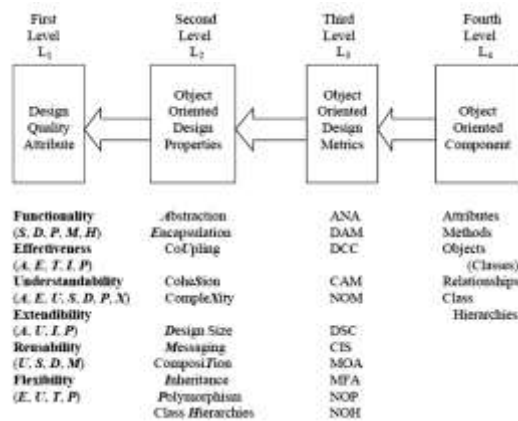 First Level L₁
Second Level L₂
Third Level L₃
Fourth Level L₄
Design Quality Attribute
Object Oriented Design Properties
Object Oriented Design Metrics
Object Oriented Component
Functionality
(S, D, P, M, H)
Effectiveness
(A, E, T, I, P)
Understandability
(A, E, U, S, D, P, X)
Extendibility
(A, U, I, P)
Reusability
(U, S, D, M)
Flexibility
(E, U, T, P)
Abstraction
Encapsulation
CoUpling
CoheSion
CompleXity
Design Size
Messaging
ComposiTion
Inheritance
Polymorphism
Class Hierarchies
ANA
DAM
DCC
CAM
NOM
DSC
CIS
MOA
MFA
NOP
NOH
Attributes
Methods
Objects
(Classes)
Relationships
Class
Hierarchies